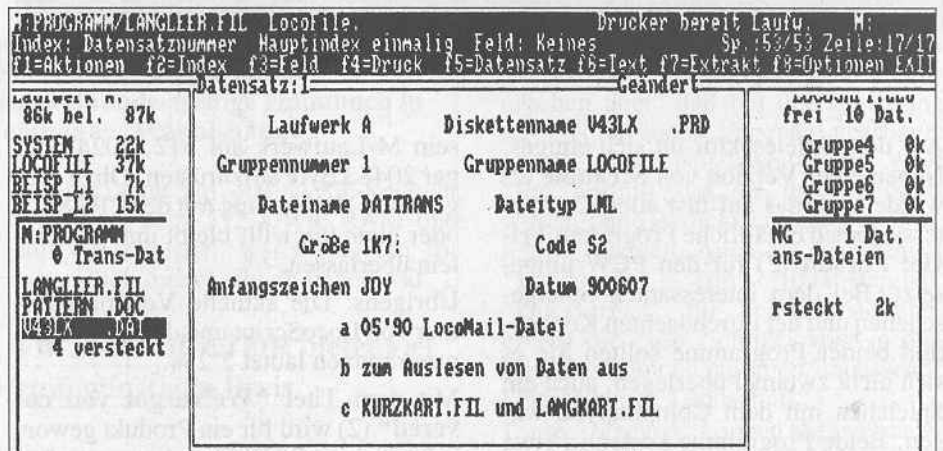 M:PROGRAMM/LANGLEER.FIL LocoFile. Drucker bereit Laufw. M:
Index: Datensatznummer Hauptindex einmalig Feld: Keines Sp.:53/53 Zeile:17/17
f1=Aktionen f2=Index f3=Feld f4=Druck f5=Datensatz f6=Text f7=Extrakt f8=Optionen EXIT
Datensatz:1 Geändert
86k bel. 87k
SYSTEM 22k
LOCOFILE 37k
BEISP_L1 7k
BEISP_L2 15k
M:PROGRAMM
9 Trans-Dat
LANGLEER.FIL
PATTERN .DOC
V43LX .DAT
4 versteckt
Laufwerk A Diskettenname V43LX .PRD
Gruppennummer 1 Gruppenname LOCOFILE
Dateiname DATTRANS Dateityp LML
Größe 1K7: Code S2
Anfangszeichen JOY Datum 900607
a 05'90 LocoMail-Datei
b zum Auslesen von Daten aus
c KURZKART.FIL und LANGKART.FIL
frei 10 Dat.
Gruppe4 0k
Gruppe5 0k
Gruppe6 0k
Gruppe7 0k
NG 1 Dat.
ans-Dateien
rsteckt 2k